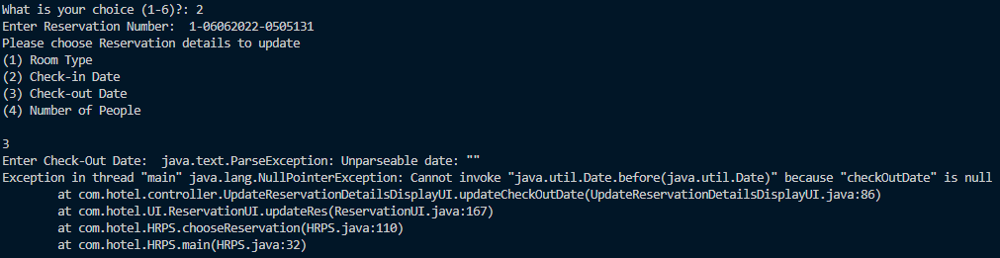 What is your choice (1-6)?: 2
Enter Reservation Number:  1-06062022-0505131
Please choose Reservation details to update
(1) Room Type
(2) Check-in Date
(3) Check-out Date
(4) Number of People
3
Enter Check-Out Date:  java.text.ParseException: Unparseable date: ""
Exception in thread "main" java.lang.NullPointerException: Cannot invoke "java.util.Date.before(java.util.Date)" because "checkOutDate" is null
        at com.hotel.controller.UpdateReservationDetailsDisplayUI.updateCheckOutDate(UpdateReservationDetailsDisplayUI.java:86)
        at com.hotel.UI.ReservationUI.updateRes(ReservationUI.java:167)
        at com.hotel.HRPS.chooseReservation(HRPS.java:110)
        at com.hotel.HRPS.main(HRPS.java:32)